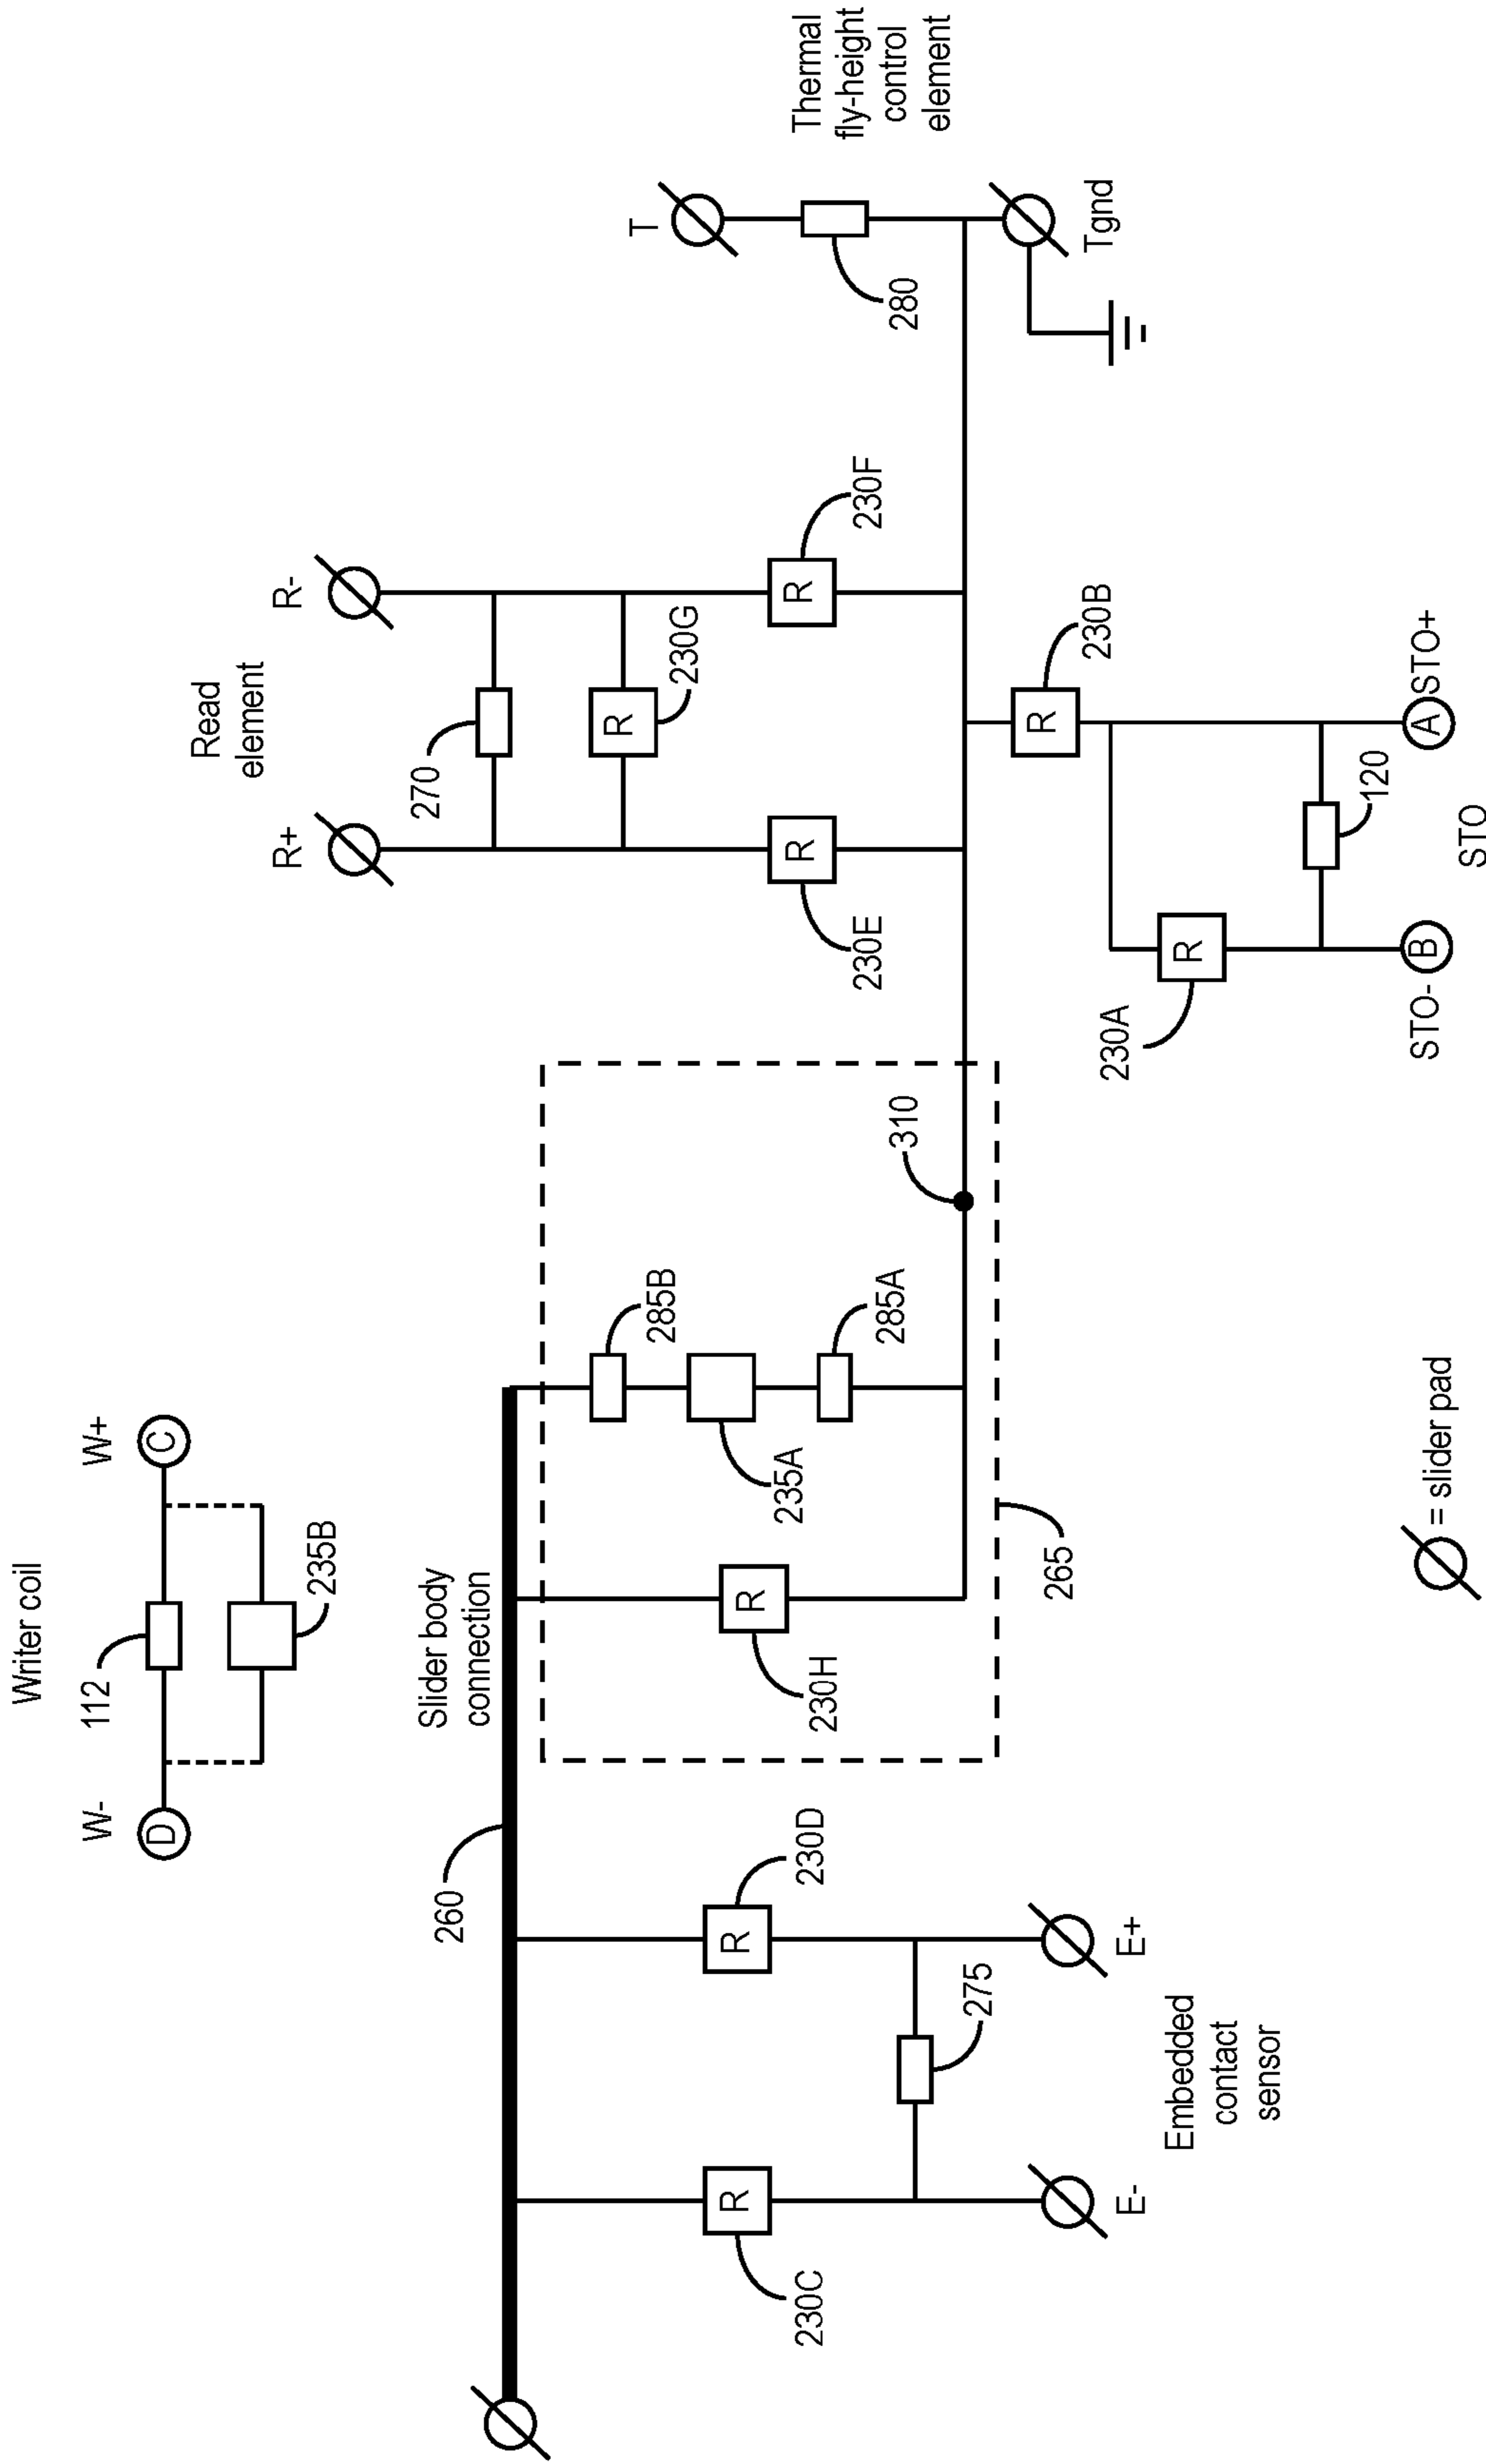 Writer coil
W-
112
W+
D
C
235B
Slider body
connection
260
Read
element
R+
R-
270
R
230G
Thermal
fly-height
control
element
T
280
Tgnd
R
230C
R
230D
275
E-
E+
Embedded
contact
sensor
R
230H
285B
235A
285A
310
265
R
230E
R
230F
R
230B
R
230A
120
B
A
STO-
STO+
STO
= slider pad